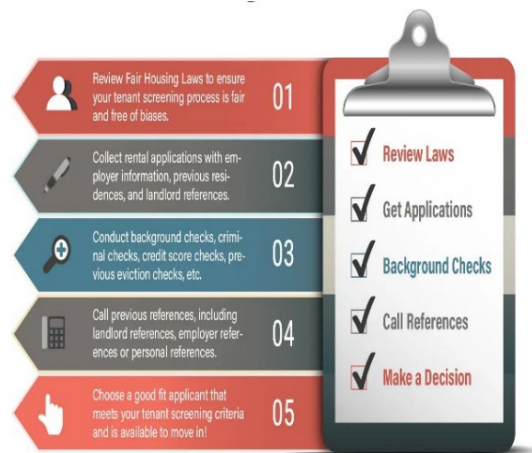 Review Fair Housing Laws to ensure
your tenant screening process is fair
and free of biases.
01
Collect rental applications with em-
ployer information, previous resi-
dences, and landlord references.
02
Conduct background checks, crimi-
nal checks, credit score checks, pre-
vious eviction checks, etc.
03
Call previous references, including
landlord references, employer refer-
ences or personal references.
04
Choose a good fit applicant that
meets your tenant screening criteria
and is available to move in!
05
Review Laws
Get Applications
Background Checks
Call References
Make a Decision